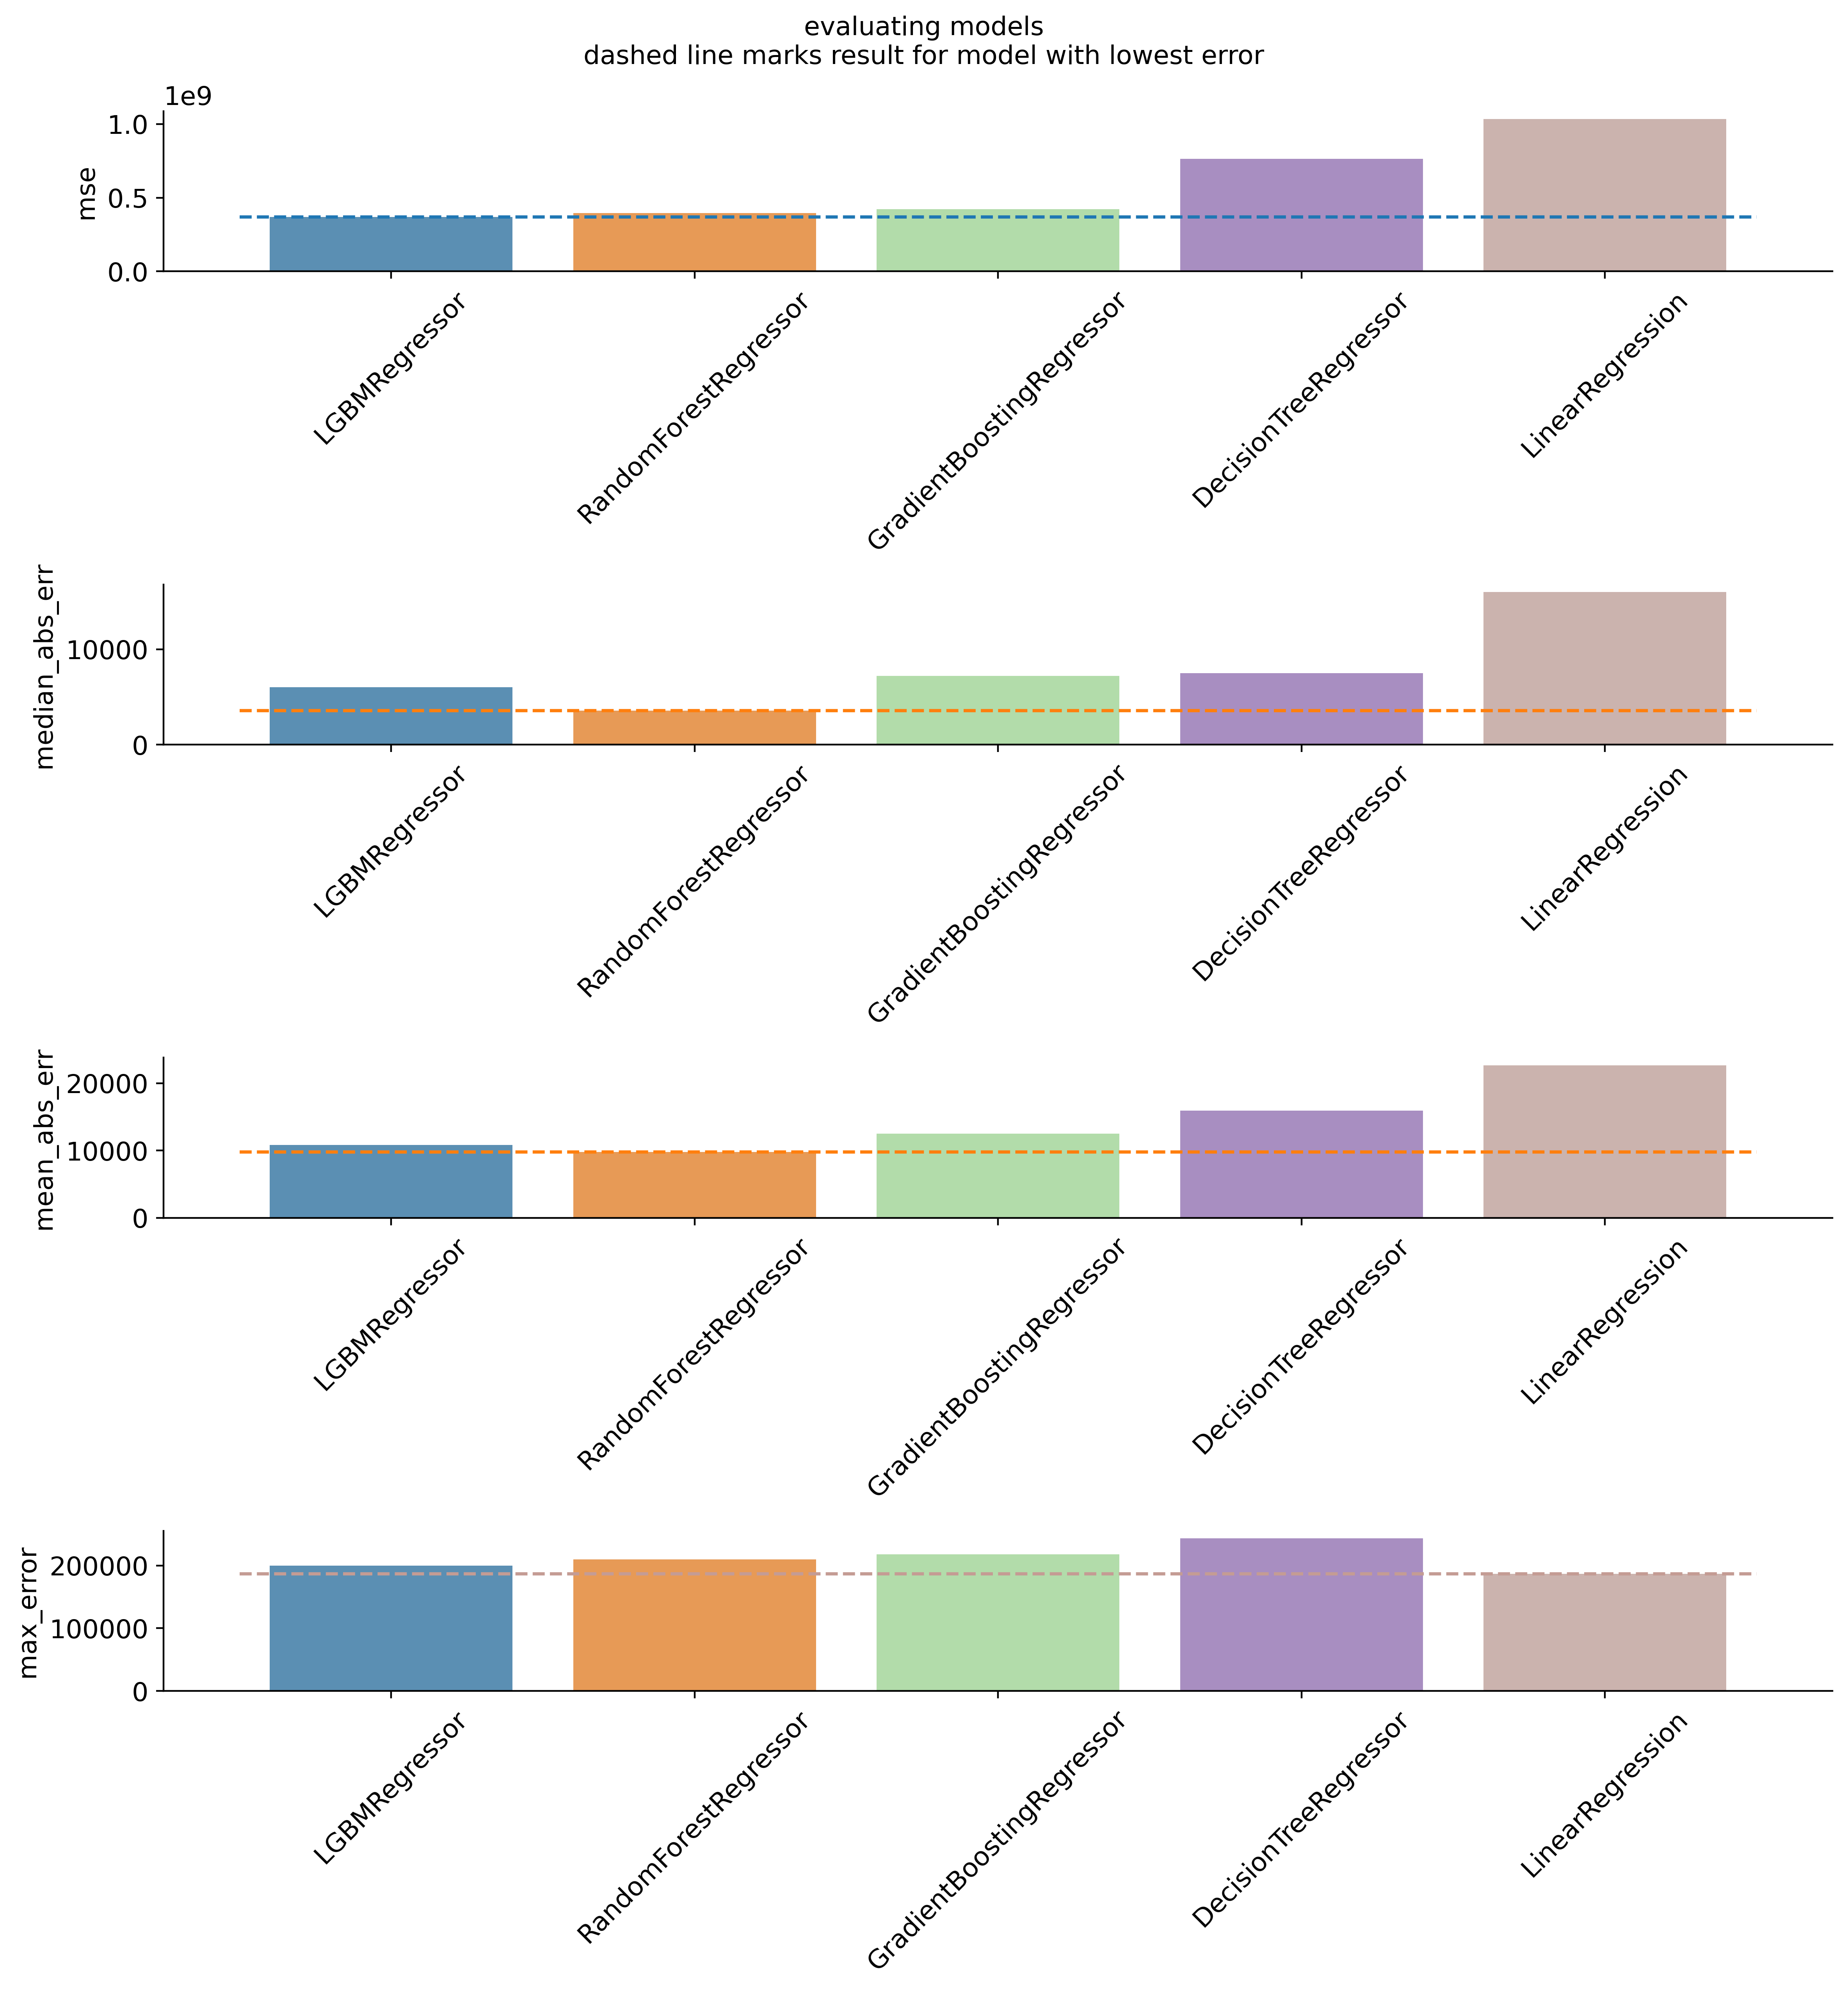 evaluating models
dashed line marks result for model with lowest error
1e9
1.0
0.5
0.0
mse
LGBMRegressor
RandomForestRegressor
GradientBoostingRegressor
DecisionTreeRegressor
LinearRegression
10000
0
median_abs_err
LGBMRegressor
RandomForestRegressor
GradientBoostingRegressor
DecisionTreeRegressor
LinearRegression
20000
10000
0
mean_abs_err
LGBMRegressor
RandomForestRegressor
GradientBoostingRegressor
DecisionTreeRegressor
LinearRegression
200000
100000
0
max_error
LGBMRegressor
RandomForestRegressor
GradientBoostingRegressor
DecisionTreeRegressor
LinearRegression